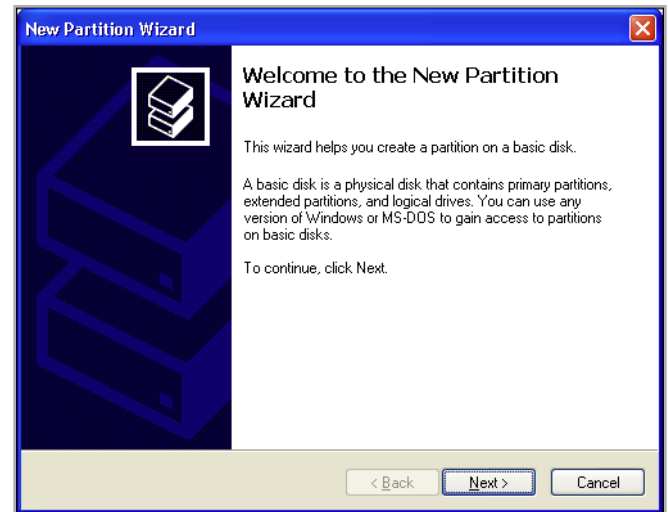 New Partition Wizard
Welcome to the New Partition
Wizard
This wizard helps you create a partition on a basic disk.
A basic disk is a physical disk that contains primary partitions,
extended partitions, and logical drives. You can use any
version of Windows or MS-DOS to gain access to partitions
on basic disks.
To continue, click Next.
< Back
Next >
Cancel